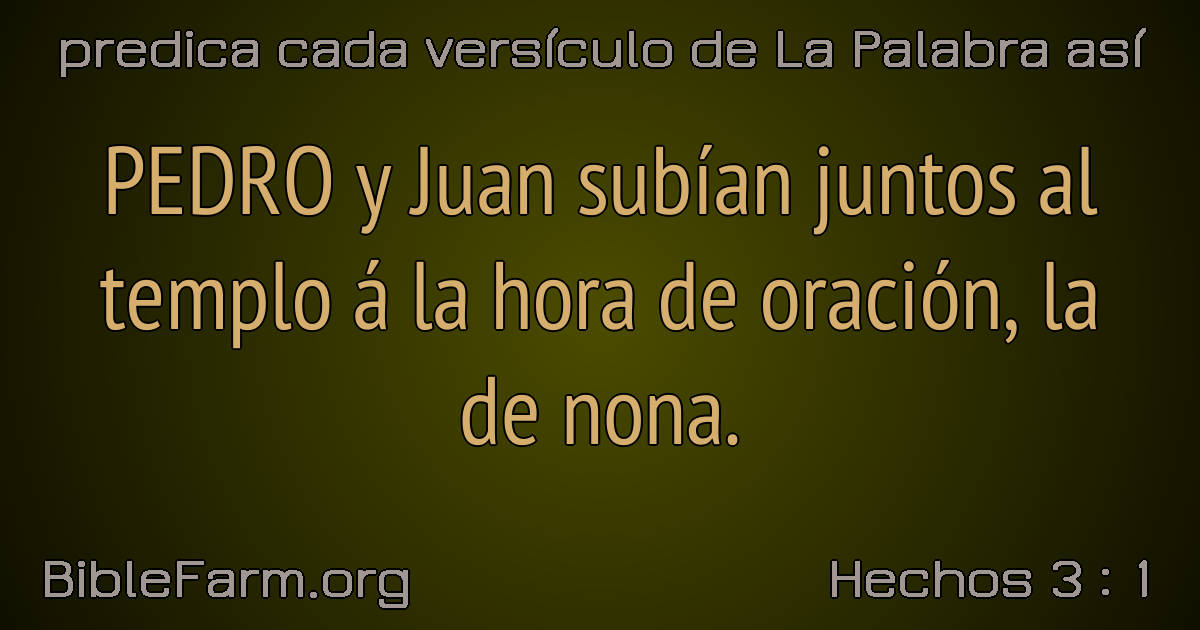 predica cada versículo de La Palabra así
PEDRO y Juan subían juntos al
templo á la hora de oración, la
de nona.
BibleFarm.org
Hechos 3 : 1